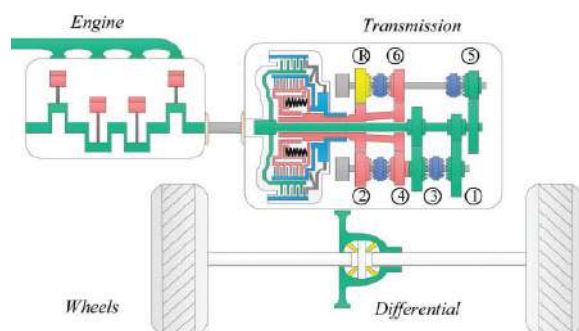 Engine
Transmission
R 6 5
2 4 3 1
Wheels
Differential